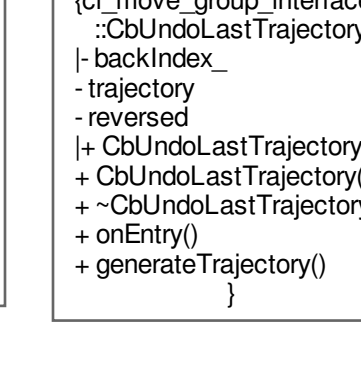 {cl_move_group_interface
::CbUndoLastTrajectory
|- backIndex_
- trajectory
- reversed
|+ CbUndoLastTrajectory
+ CbUndoLastTrajectory(
+ ~CbUndoLastTrajectory
+ onEntry()
+ generateTrajectory()
}